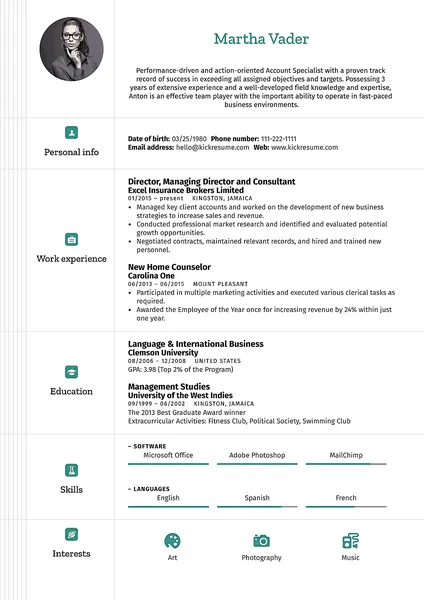 Martha Vader
Performance-driven and action-oriented Account Specialist with a proven track
record of success in exceeding all assigned objectives and targets. Possessing 3
years of extensive experience and a well-developed field knowledge and expertise,
Anton is an effective team player with the important ability to operate in fast-paced
business environments.
Personal info
Date of birth: 03/25/1980 Phone number: 111-222-1111
Email address: hello@kickresume.com Web: www.kickresume.com
Work experience
Director, Managing Director and Consultant
Excel Insurance Brokers Limited
01/2015 – present KINGSTON, JAMAICA
• Managed key client accounts and worked on the development of new business
strategies to increase sales and revenue.
• Conducted professional market research and identified and evaluated potential
growth opportunities.
• Negotiated contracts, maintained relevant records, and hired and trained new
personnel.
New Home Counselor
Carolina One
06/2013 – 06/2015 MOUNT PLEASANT
• Participated in multiple marketing activities and executed various clerical tasks as
required.
• Awarded the Employee of the Year once for increasing revenue by 24% within just
one year.
Education
Language & International Business
Clemson University
08/2006 – 12/2008 UNITED STATES
GPA: 3.98 (Top 2% of the Program)
Management Studies
University of the West Indies
09/1999 – 06/2002 KINGSTON, JAMAICA
The 2013 Best Graduate Award winner
Extracurricular Activities: Fitness Club, Political Society, Swimming Club
Skills
– SOFTWARE
Microsoft Office Adobe Photoshop MailChimp
– LANGUAGES
English Spanish French
Interests
Art Photography Music